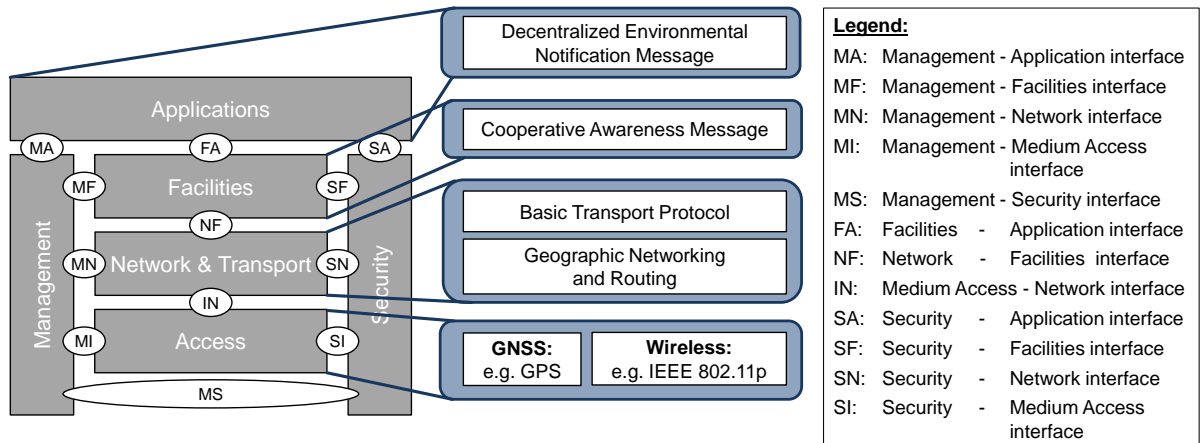 Decentralized Environmental
Notification Message
Applications
MA
FA
SA
Cooperative Awareness Message
MF
Facilities
SF
NF
Management
Security
MN
Network & Transport
SN
Basic Transport Protocol
Geographic Networking
and Routing
IN
MI
Access
SI
GNSS:
e.g. GPS
Wireless:
e.g. IEEE 802.11p
MS
Legend:
MA: Management - Application interface
MF: Management - Facilities interface
MN: Management - Network interface
MI: Management - Medium Access
interface
MS: Management - Security interface
FA: Facilities - Application interface
NF: Network - Facilities interface
IN: Medium Access - Network interface
SA: Security - Application interface
SF: Security - Facilities interface
SN: Security - Network interface
SI: Security - Medium Access
interface